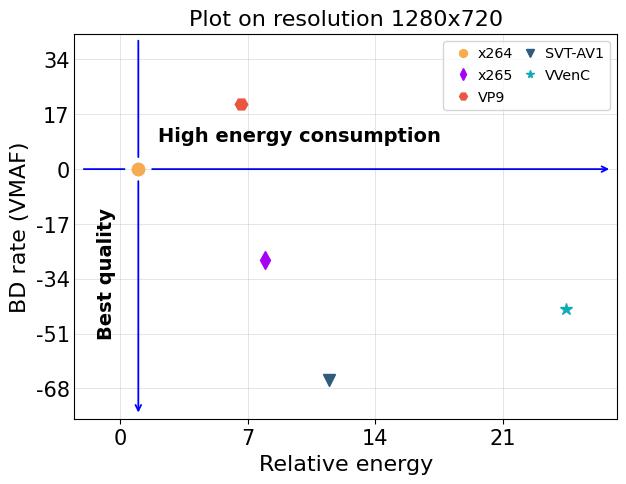 Plot on resolution 1280x720
x264
x265
VP9
SVT-AV1
VVenC
High energy consumption
Best quality
BD rate (VMAF)
34
17
0
-17
-34
-51
-68
0
7
14
21
Relative energy